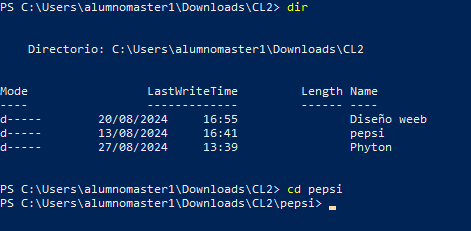 PS C:\Users\alumnomaster1\Downloads\CL2> dir
Directorio: C:\Users\alumnomaster1\Downloads\CL2
Mode LastWriteTime Length Name
---- ------------- ------ ----
d----- 20/08/2024 16:55 Diseño weeb
d----- 13/08/2024 16:41 pepsi
d----- 27/08/2024 13:39 Phyton
PS C:\Users\alumnomaster1\Downloads\CL2> cd pepsi
PS C:\Users\alumnomaster1\Downloads\CL2\pepsi>